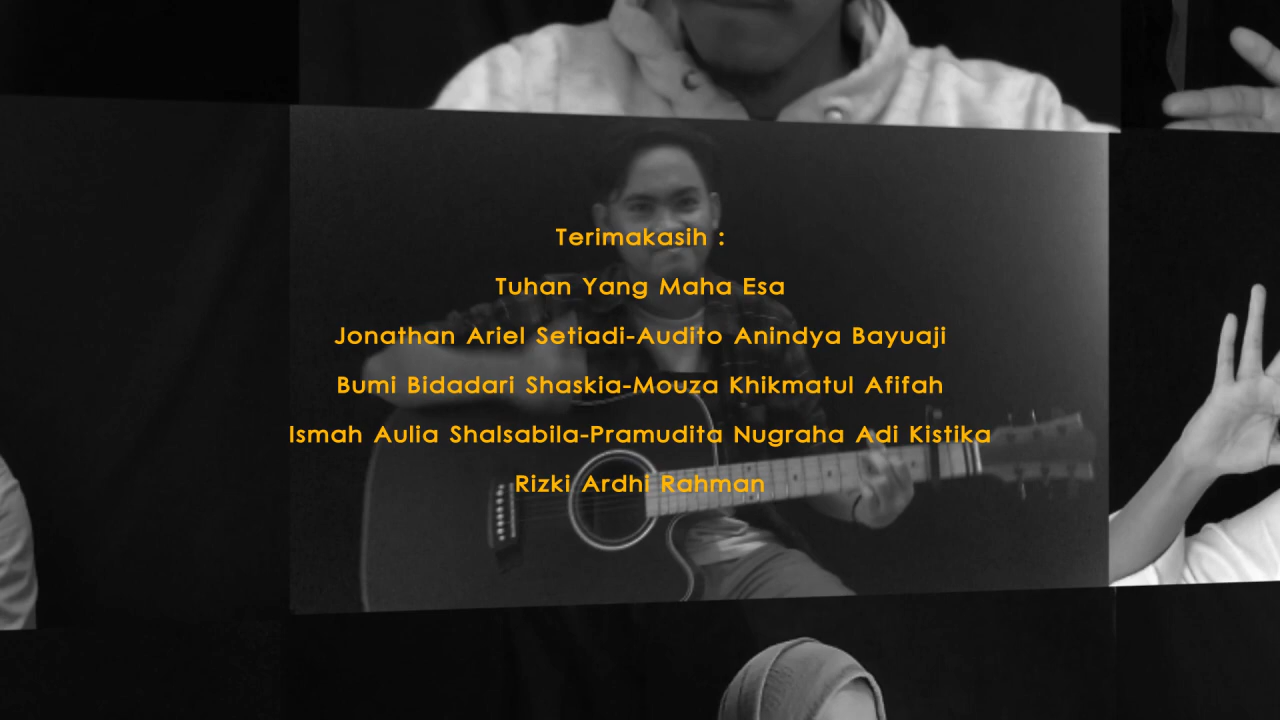 Terimakasih :
Tuhan Yang Maha Esa
Jonathan Ariel Setiadi-Audito Anindya Bayuaji
Bumi Bidadari Shaskia-Mouza Khikmatul Afifah
Ismah Aulia Shalsabila-Pramudita Nugraha Adi Kistika
Rizki Ardhi Rahman